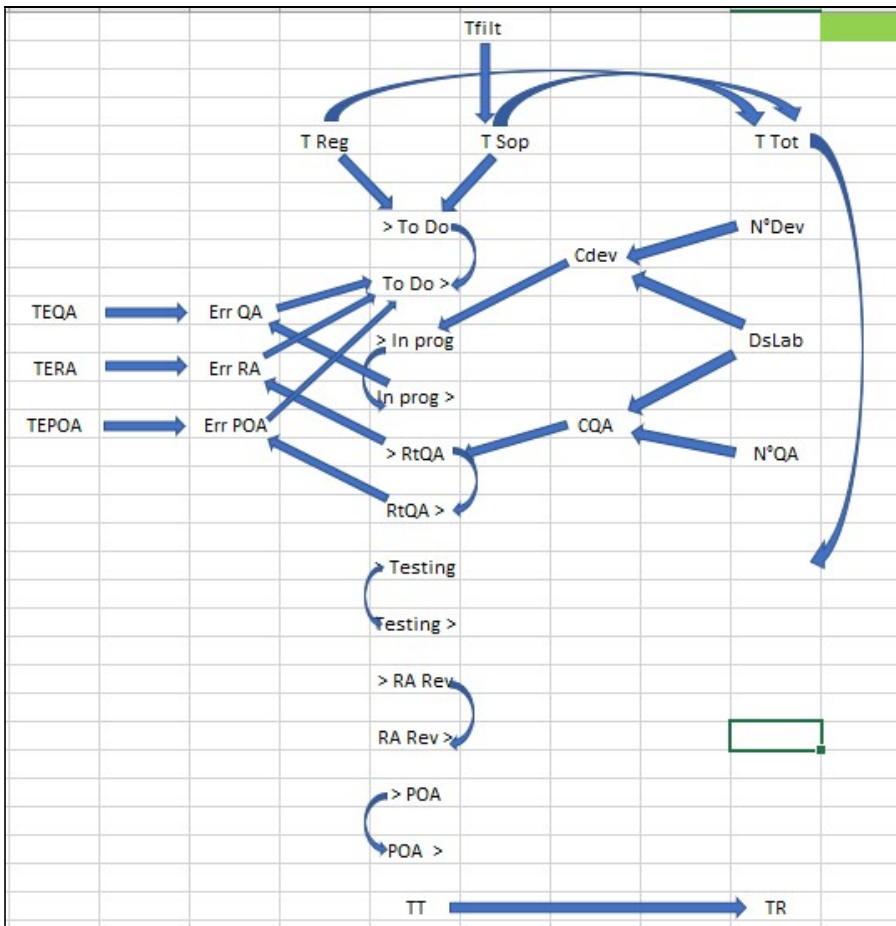 Tfilt
T Reg T Sop T Tot
> To Do N°Dev
Cdev
To Do >
TEQA Err QA
> In prog DsLab
TERA Err RA
In prog >
TEPOA Err POA CQA
> RtQA N°QA
RtQA >
> Testing
Testing >
> RA Rev
RA Rev >
> POA
POA >
TT TR